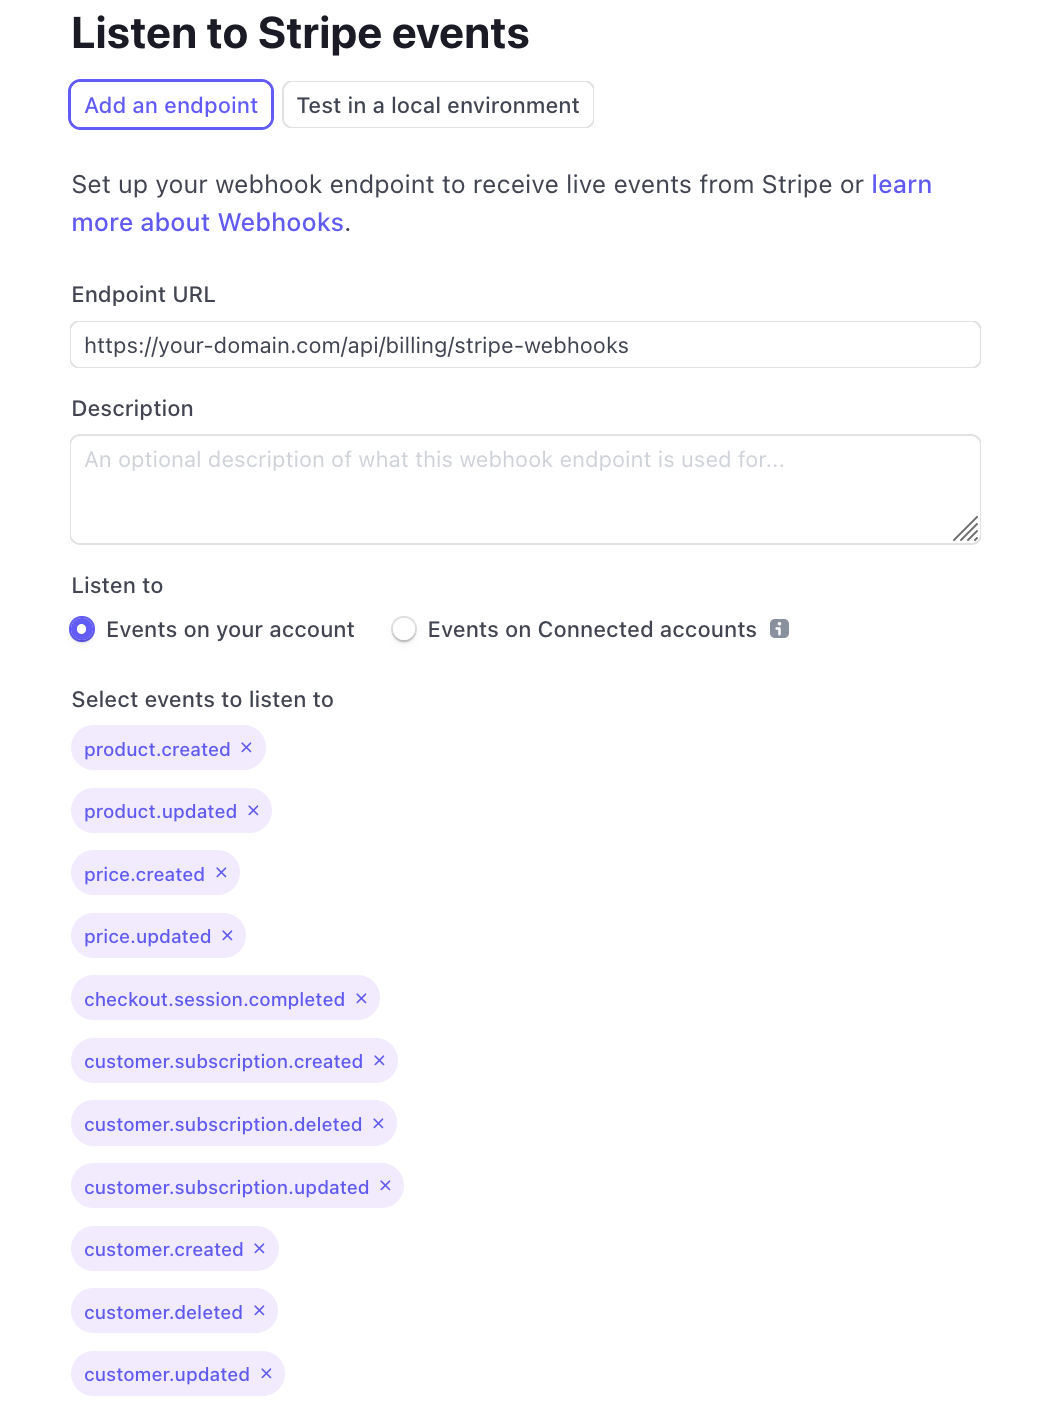 Listen to Stripe events
Add an endpoint
Test in a local environment
Set up your webhook endpoint to receive live events from Stripe or learn
more about Webhooks.
Endpoint URL
https://your-domain.com/api/billing/stripe-webhooks
Description
An optional description of what this webhook endpoint is used for...
Listen to
Events on your account
Events on Connected accounts
Select events to listen to
product.created ×
product.updated ×
price.created ×
price.updated ×
checkout.session.completed ×
customer.subscription.created ×
customer.subscription.deleted ×
customer.subscription.updated ×
customer.created ×
customer.deleted ×
customer.updated ×